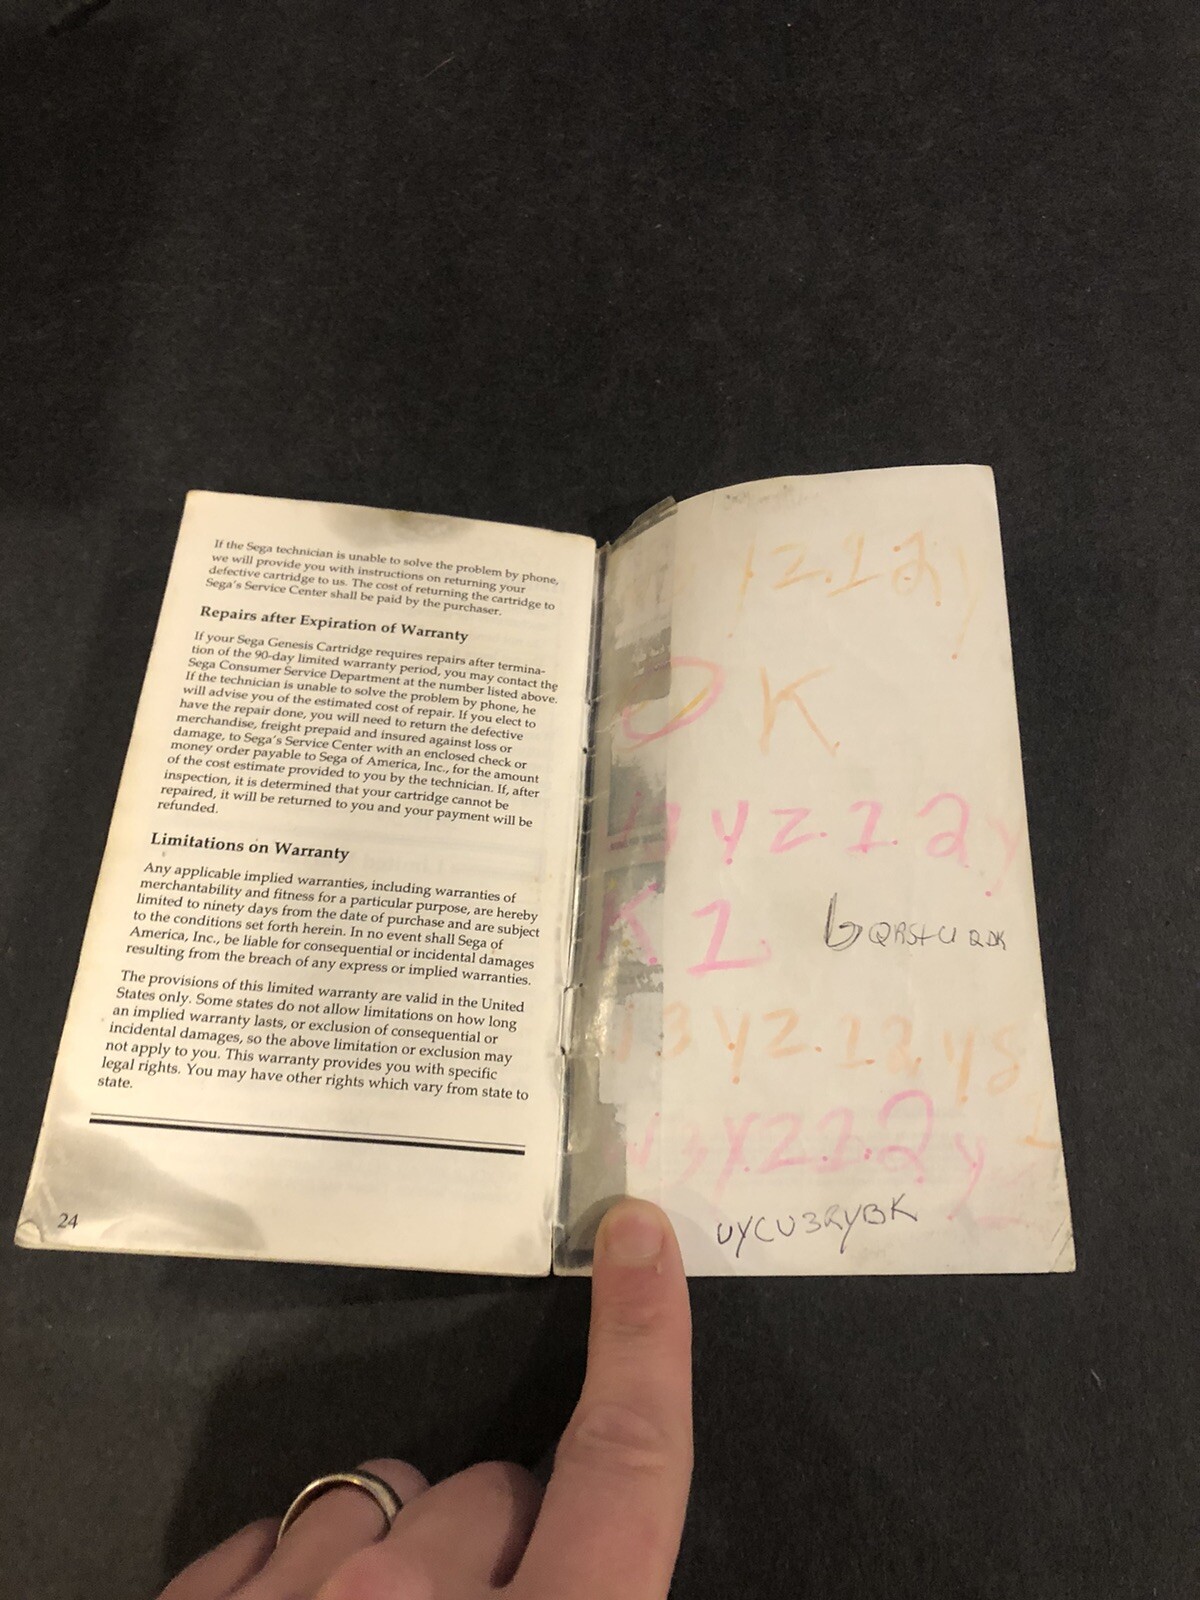 If the Sega technician is unable to solve the problem by phone,
we will provide you with instructions on returning your
defective cartridge to us. The cost of returning the cartridge to
Sega's Service Center shall be paid by the purchaser.
Repairs after Expiration of Warranty
If your Sega Genesis Cartridge requires repairs after termina-
tion of the 90-day limited warranty period, you may contact the
Sega Consumer Service Department at the number listed above.
If the technician is unable to solve the problem by phone, he
will advise you of the estimated cost of repair. If you elect to
have the repair done, you will need to return the defective
merchandise, freight prepaid and insured against loss or
damage, to Sega's Service Center with an enclosed check or
money order payable to Sega of America, Inc., for the amount
of the cost estimate provided to you by the technician. If, after
inspection, it is determined that your cartridge cannot be
repaired, it will be returned to you and your payment will be
refunded.
Limitations on Warranty
Any applicable implied warranties, including warranties of
merchantability and fitness for a particular purpose, are hereby
limited to ninety days from the date of purchase and are subject
to the conditions set forth herein. In no event shall Sega of
America, Inc., be liable for consequential or incidental damages
resulting from the breach of any express or implied warranties.
The provisions of this limited warranty are valid in the United
States only. Some states do not allow limitations on how long
an implied warranty lasts, or exclusion of consequential or
incidental damages, so the above limitation or exclusion may
not apply to you. This warranty provides you with specific
legal rights. You may have other rights which vary from state to
state.
24
OK
K1
UYCU3RYBK